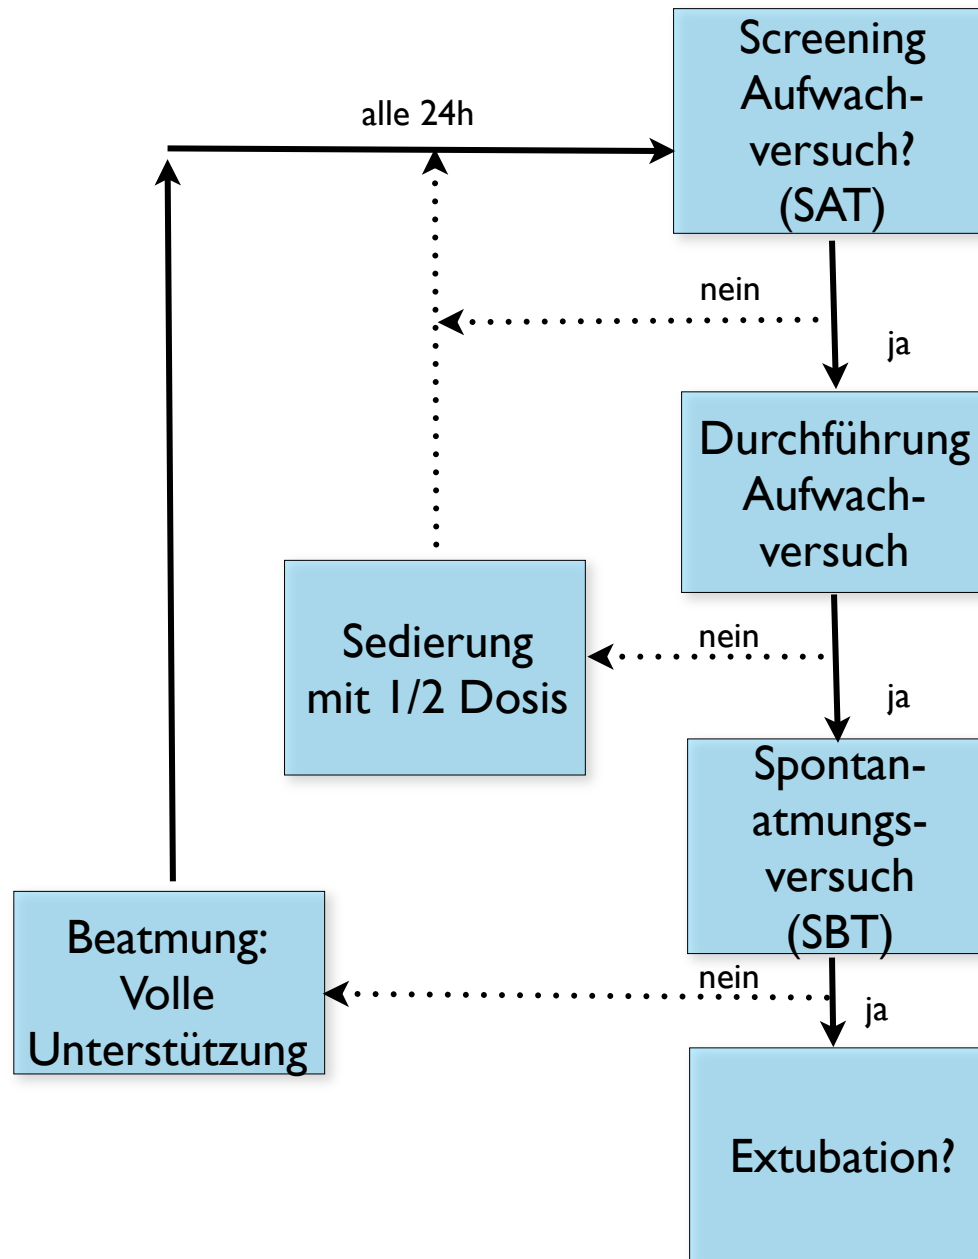 Screening
Aufwach-
versuch?
(SAT)
alle 24h
nein
ja
Durchführung
Aufwach-
versuch
Sedierung
mit 1/2 Dosis
nein
ja
Spontan-
atmungs-
versuch
(SBT)
Beatmung:
Volle
Unterstützung
nein
ja
Extubation?